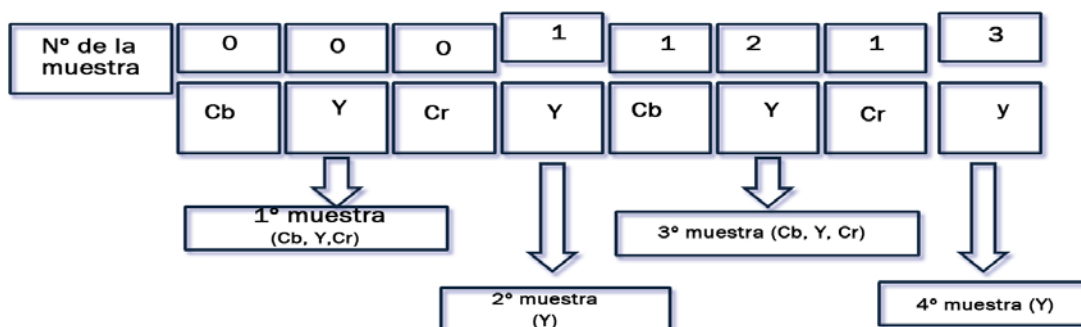 Nº de la
muestra
0 0 0 1 1 2 1 3
Cb Y Cr Y Cb Y Cr y
1º muestra
(Cb, Y,Cr)
3º muestra (Cb, Y, Cr)
2º muestra
(Y)
4º muestra (Y)